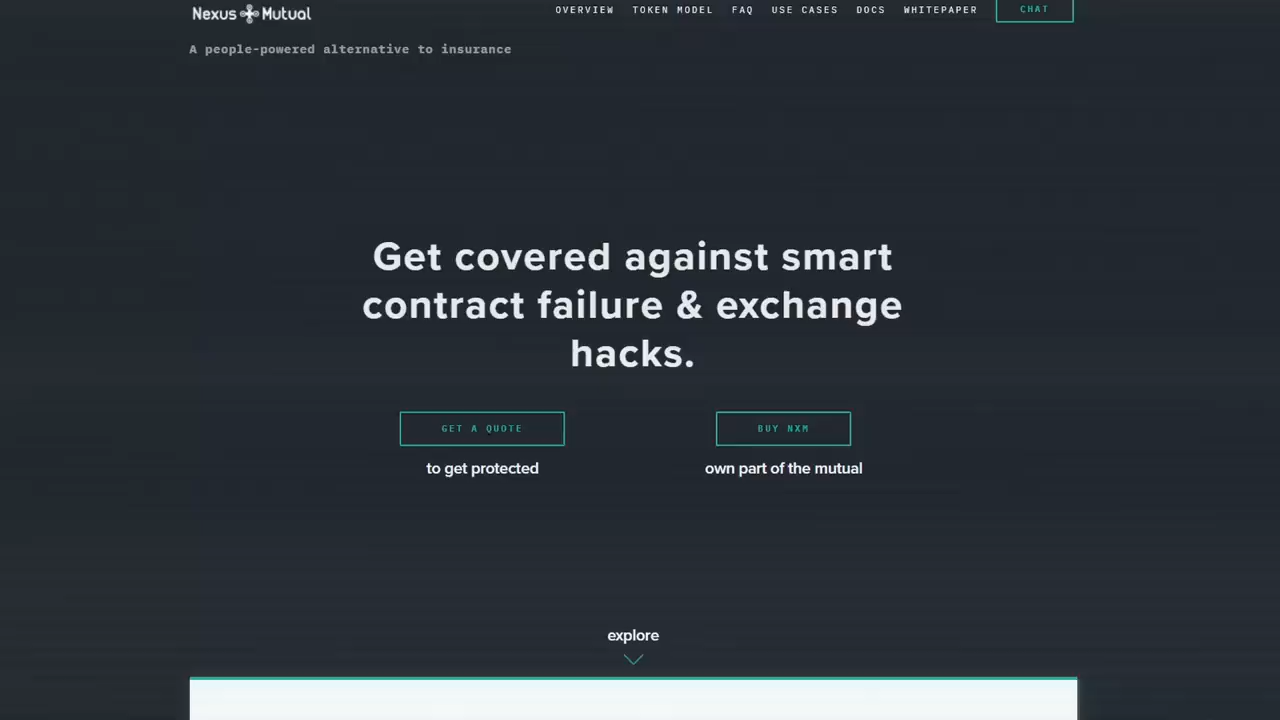 Nexus Mutual
OVERVIEW TOKEN MODEL FAQ USE CASES DOCS WHITEPAPER CHAT
A people-powered alternative to insurance
Get covered against smart
contract failure & exchange
hacks.
GET A QUOTE BUY NXM
to get protected own part of the mutual
explore